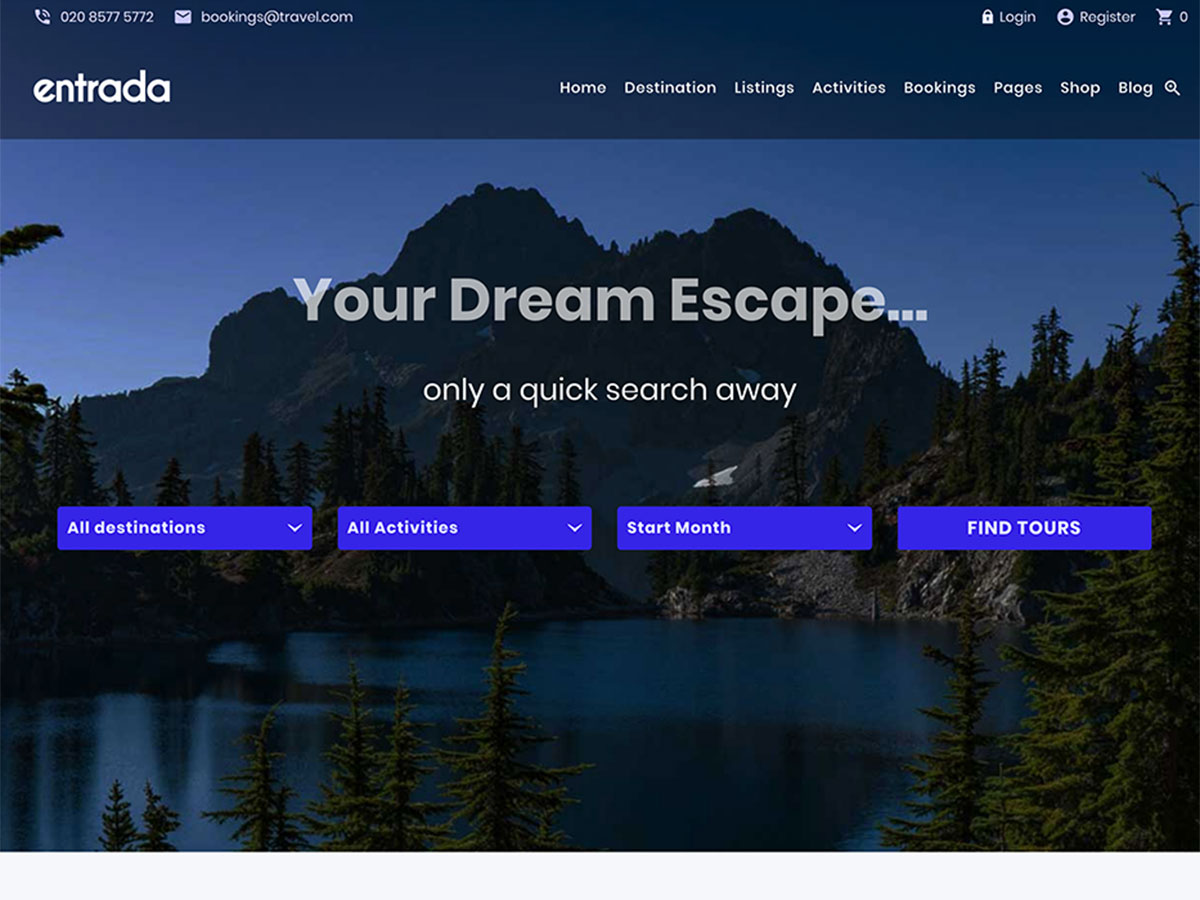 020 8577 5772 bookings@travel.com Login Register 0
entrada Home Destination Listings Activities Bookings Pages Shop Blog
Your Dream Escape...
only a quick search away
All destinations All Activities Start Month FIND TOURS